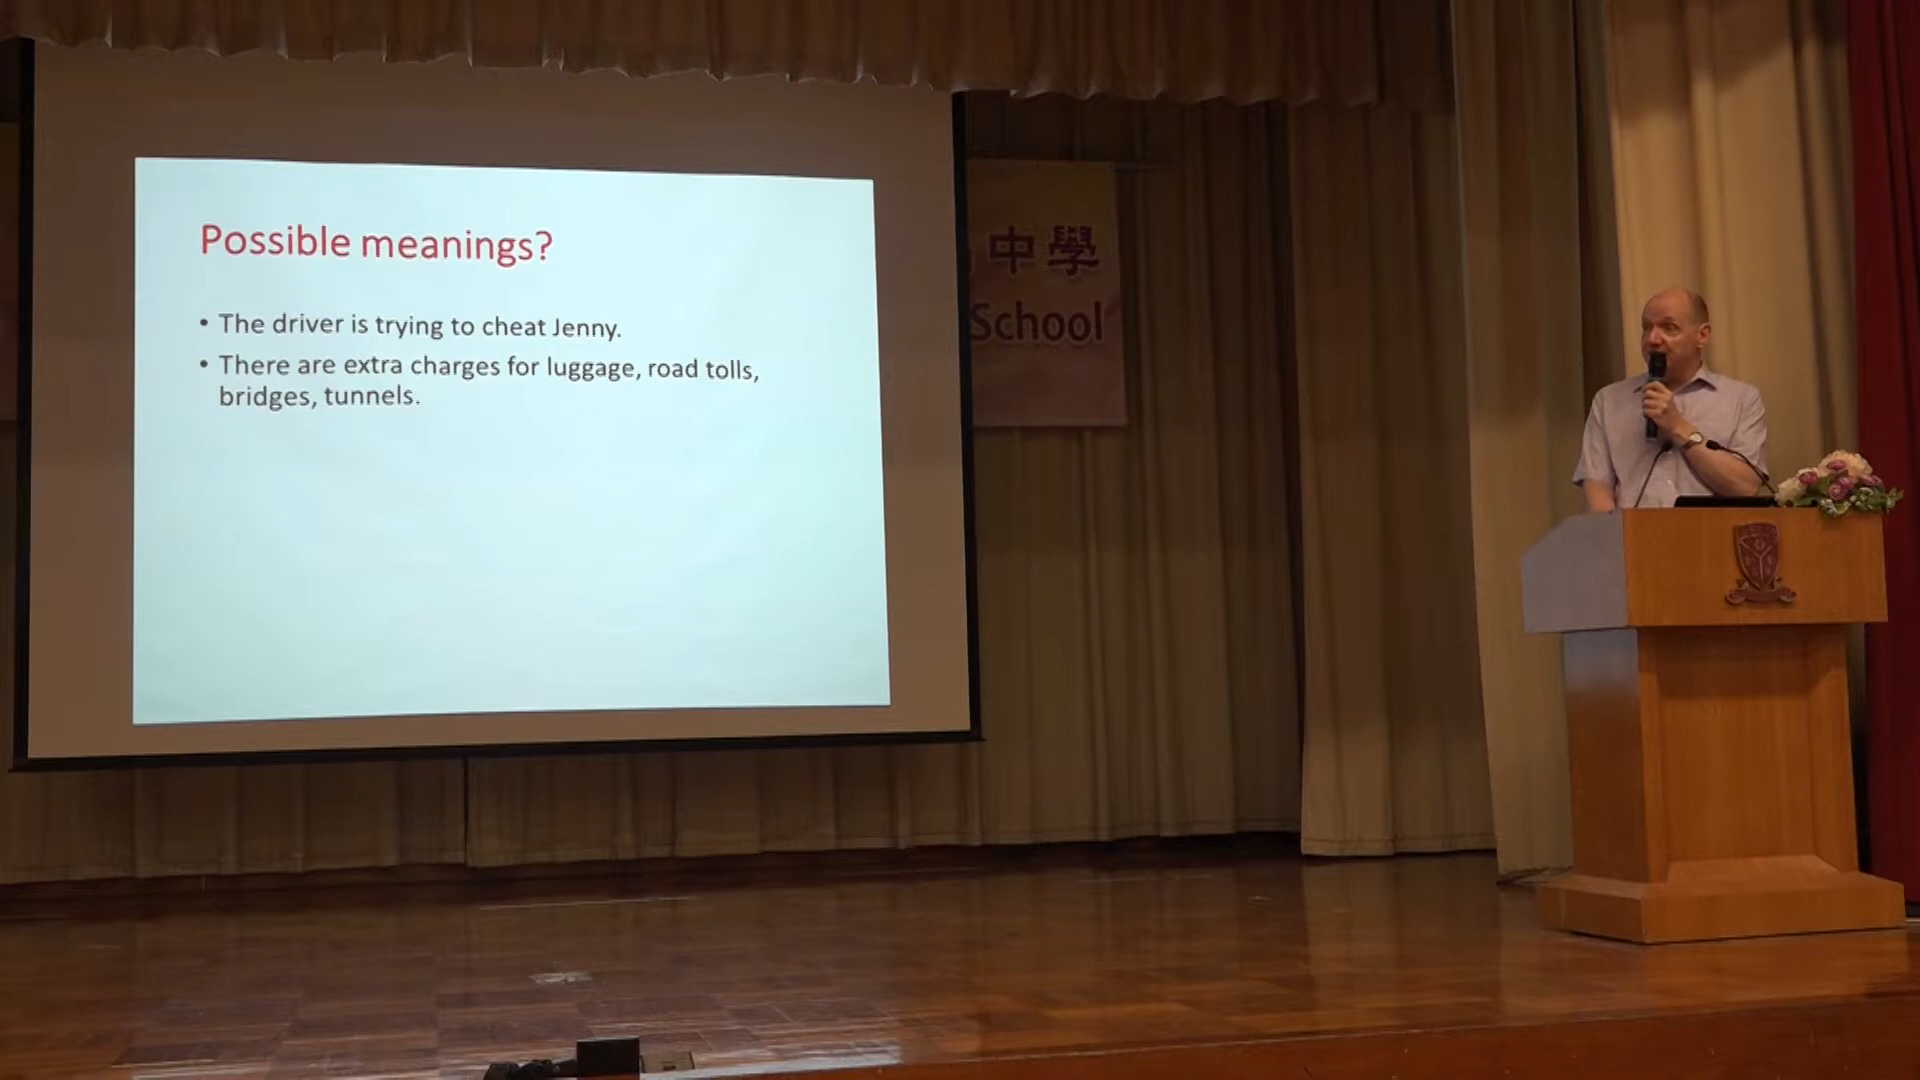 Possible meanings?
• The driver is trying to cheat Jenny.
• There are extra charges for luggage, road tolls,
bridges, tunnels.
中學
School